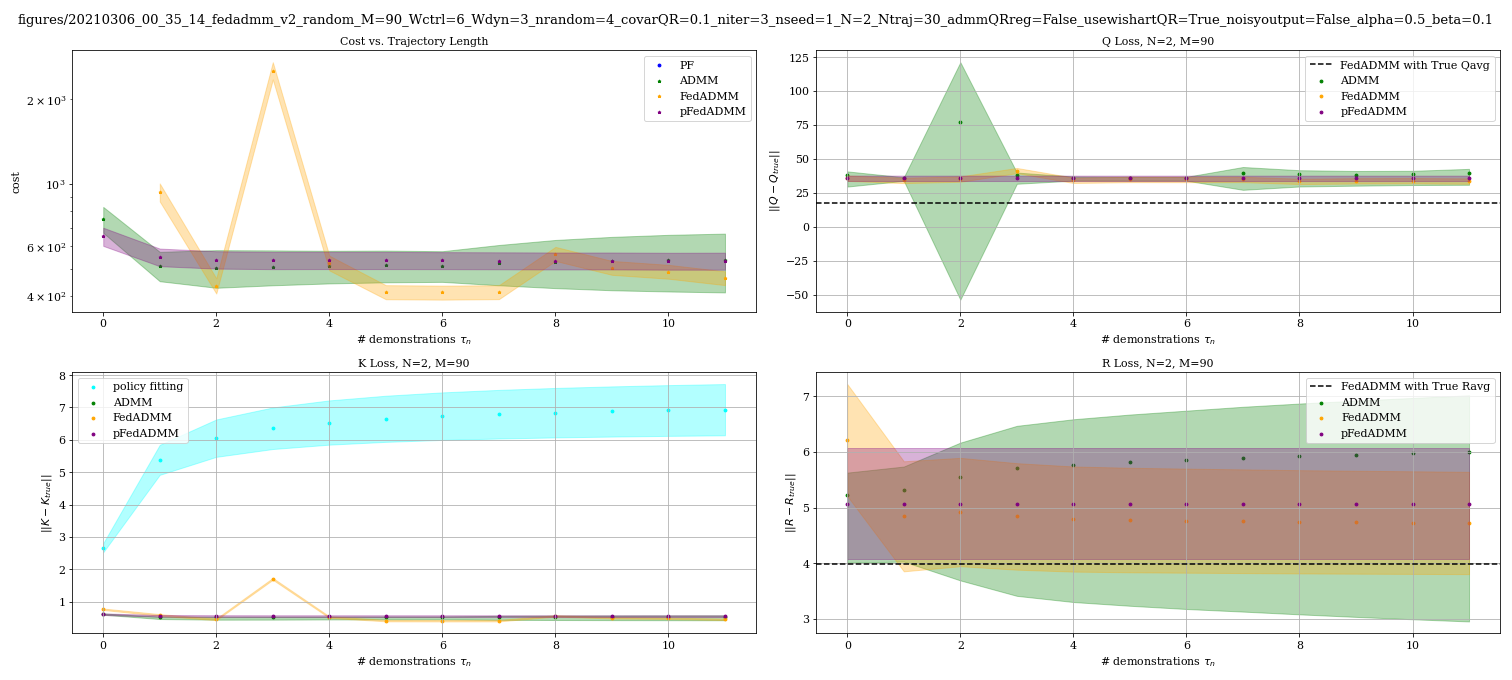 figures/20210306_00_35_14_fedadmm_v2_random_M=90_Wctrl=6_Wdyn=3_nrandom=4_covarQR=0.1_niter=3_nseed=1_N=2_Ntraj=30_admmQRreg=False_usewishartQR=True_noisyoutput=False_alpha=0.5_beta=0.1
Cost vs. Trajectory Length
cost
2 × 10³
10³
6 × 10²
4 × 10²
PF
ADMM
FedADMM
pFedADMM
0 2 4 6 8 10
# demonstrations τₙ
Q Loss, N=2, M=90
||Q − Q_{true}||
125
100
75
50
25
0
−25
−50
FedADMM with True Qavg
ADMM
FedADMM
pFedADMM
0 2 4 6 8 10
# demonstrations τₙ
K Loss, N=2, M=90
||K − K_{true}||
8
7
6
5
4
3
2
1
policy fitting
ADMM
FedADMM
pFedADMM
0 2 4 6 8 10
# demonstrations τₙ
R Loss, N=2, M=90
||R − R_{true}||
7
6
5
4
3
FedADMM with True Ravg
ADMM
FedADMM
pFedADMM
0 2 4 6 8 10
# demonstrations τₙ